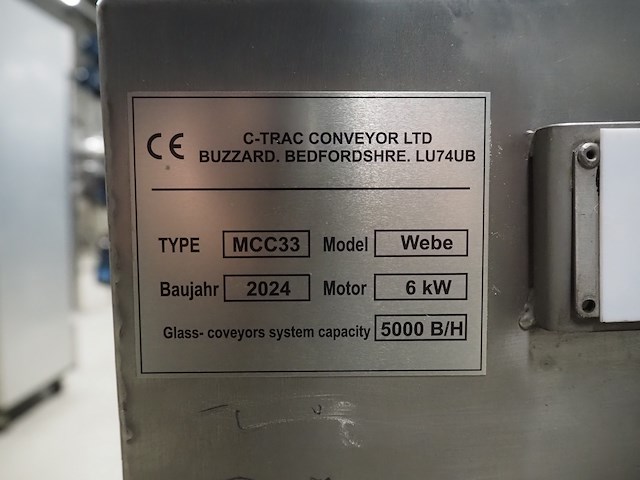 CE C-TRAC CONVEYOR LTD
BUZZARD. BEDFORDSHRE. LU74UB
TYPE MCC33 Model Webe
Baujahr 2024 Motor 6 kW
Glass- coveyors system capacity 5000 B/H